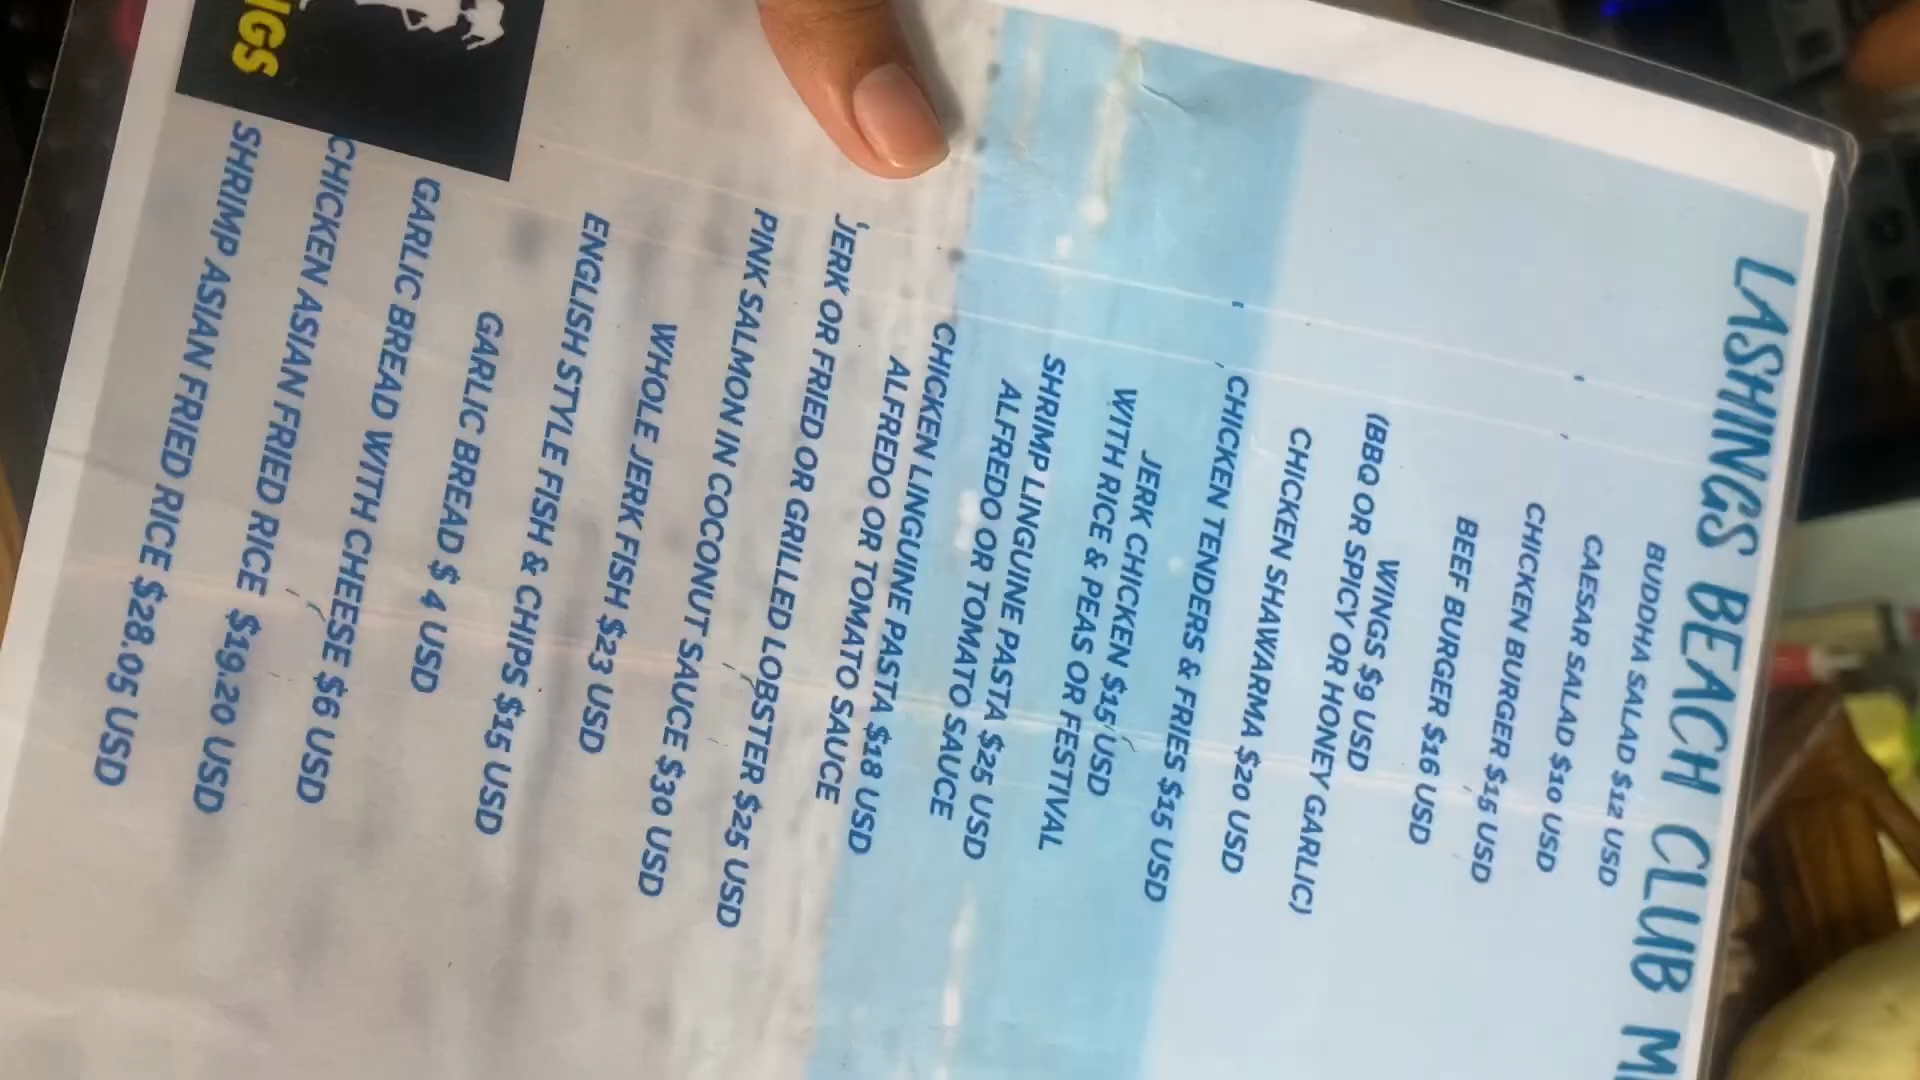 LASHINGS BEACH CLUB M
BUDDHA SALAD $12 USD
CAESAR SALAD $10 USD
CHICKEN BURGER $15 USD
BEEF BURGER $16 USD
WINGS $9 USD
(BBQ OR SPICY OR HONEY GARLIC)
CHICKEN SHAWARMA $20 USD
CHICKEN TENDERS & FRIES $15 USD
JERK CHICKEN $15 USD
WITH RICE & PEAS OR FESTIVAL
SHRIMP LINGUINE PASTA $25 USD
ALFREDO OR TOMATO SAUCE
CHICKEN LINGUINE PASTA $18 USD
ALFREDO OR TOMATO SAUCE
JERK OR FRIED OR GRILLED LOBSTER $25 USD
PINK SALMON IN COCONUT SAUCE $30 USD
WHOLE JERK FISH $23 USD
ENGLISH STYLE FISH & CHIPS $15 USD
GARLIC BREAD $ 4 USD
GARLIC BREAD WITH CHEESE $6 USD
CHICKEN ASIAN FRIED RICE $19.20 USD
SHRIMP ASIAN FRIED RICE $28.05 USD
NGS